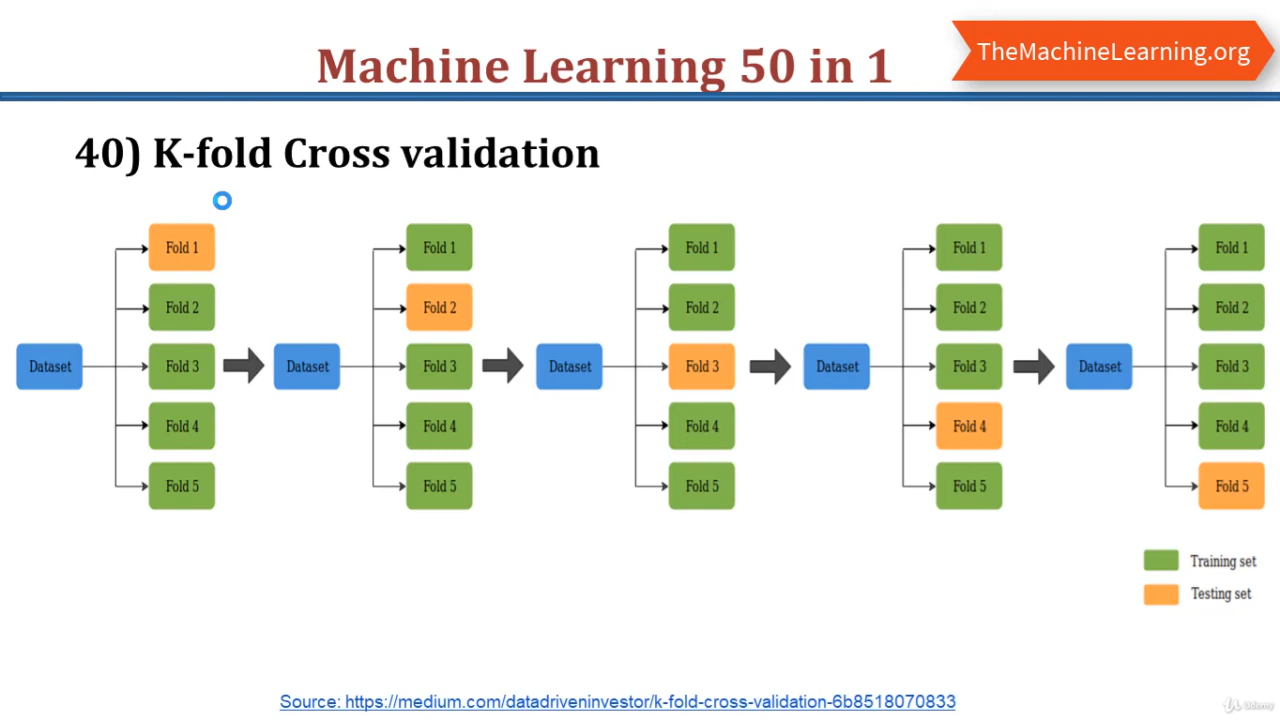 Machine Learning 50 in 1
TheMachineLearning.org
40) K-fold Cross validation
Fold 1 Fold 1 Fold 1 Fold 1 Fold 1
Fold 2 Fold 2 Fold 2 Fold 2 Fold 2
Dataset Fold 3 Dataset Fold 3 Dataset Fold 3 Dataset Fold 3 Dataset Fold 3
Fold 4 Fold 4 Fold 4 Fold 4 Fold 4
Fold 5 Fold 5 Fold 5 Fold 5 Fold 5
Training set
Testing set
Source: https://medium.com/datadriveninvestor/k-fold-cross-validation-6b8518070833
Udemy